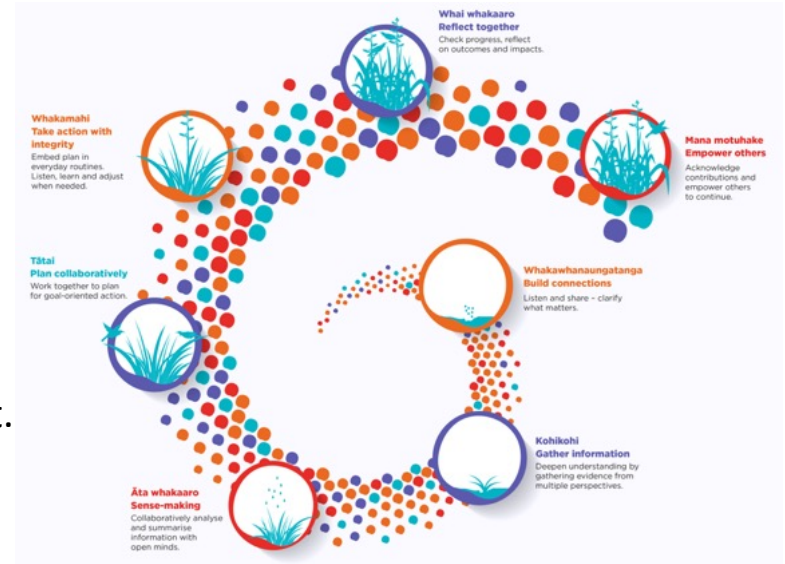 Whai whakaaro
Reflect together
Check progress, reflect
on outcomes and impacts.
Whakamahi
Take action with
integrity
Embed plan in
everyday routines.
Listen, learn and adjust
when needed.
Mana motuhake
Empower others
Acknowledge
contributions and
empower others
to continue.
Tātai
Plan collaboratively
Work together to plan
for goal-oriented action.
Whakawhanaungatanga
Build connections
Listen and share – clarify
what matters.
Kohikohi
Gather information
Deepen understanding by
gathering evidence from
multiple perspectives.
Āta whakaaro
Sense-making
Collaboratively analyse
and summarise
information with
open minds.